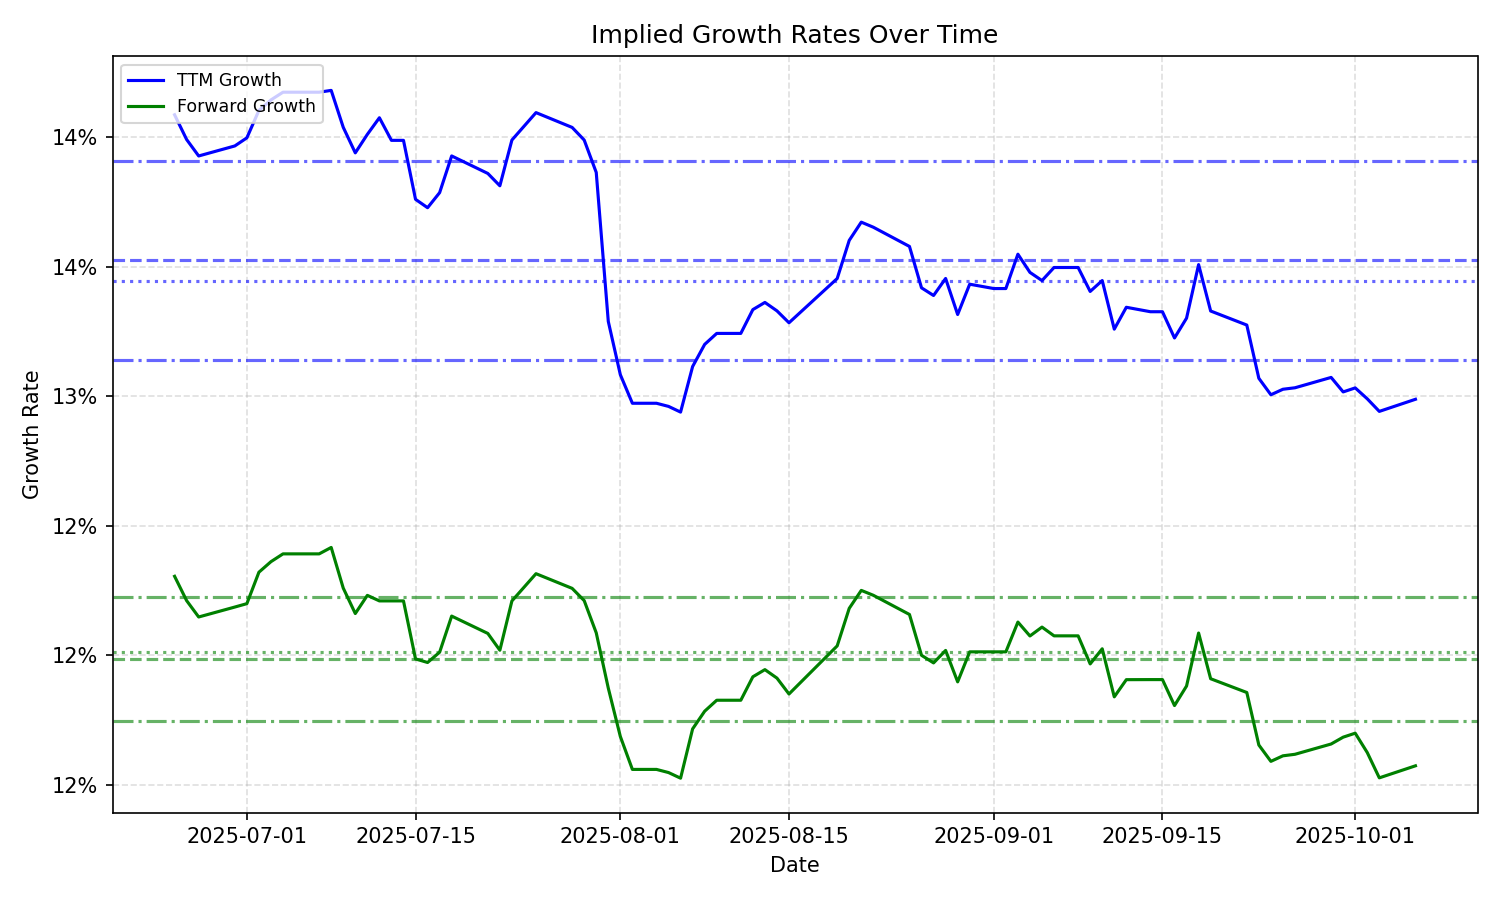 Implied Growth Rates Over Time
TTM Growth
Forward Growth
14%
14%
13%
12%
12%
12%
Growth Rate
2025-07-01
2025-07-15
2025-08-01
2025-08-15
2025-09-01
2025-09-15
2025-10-01
Date